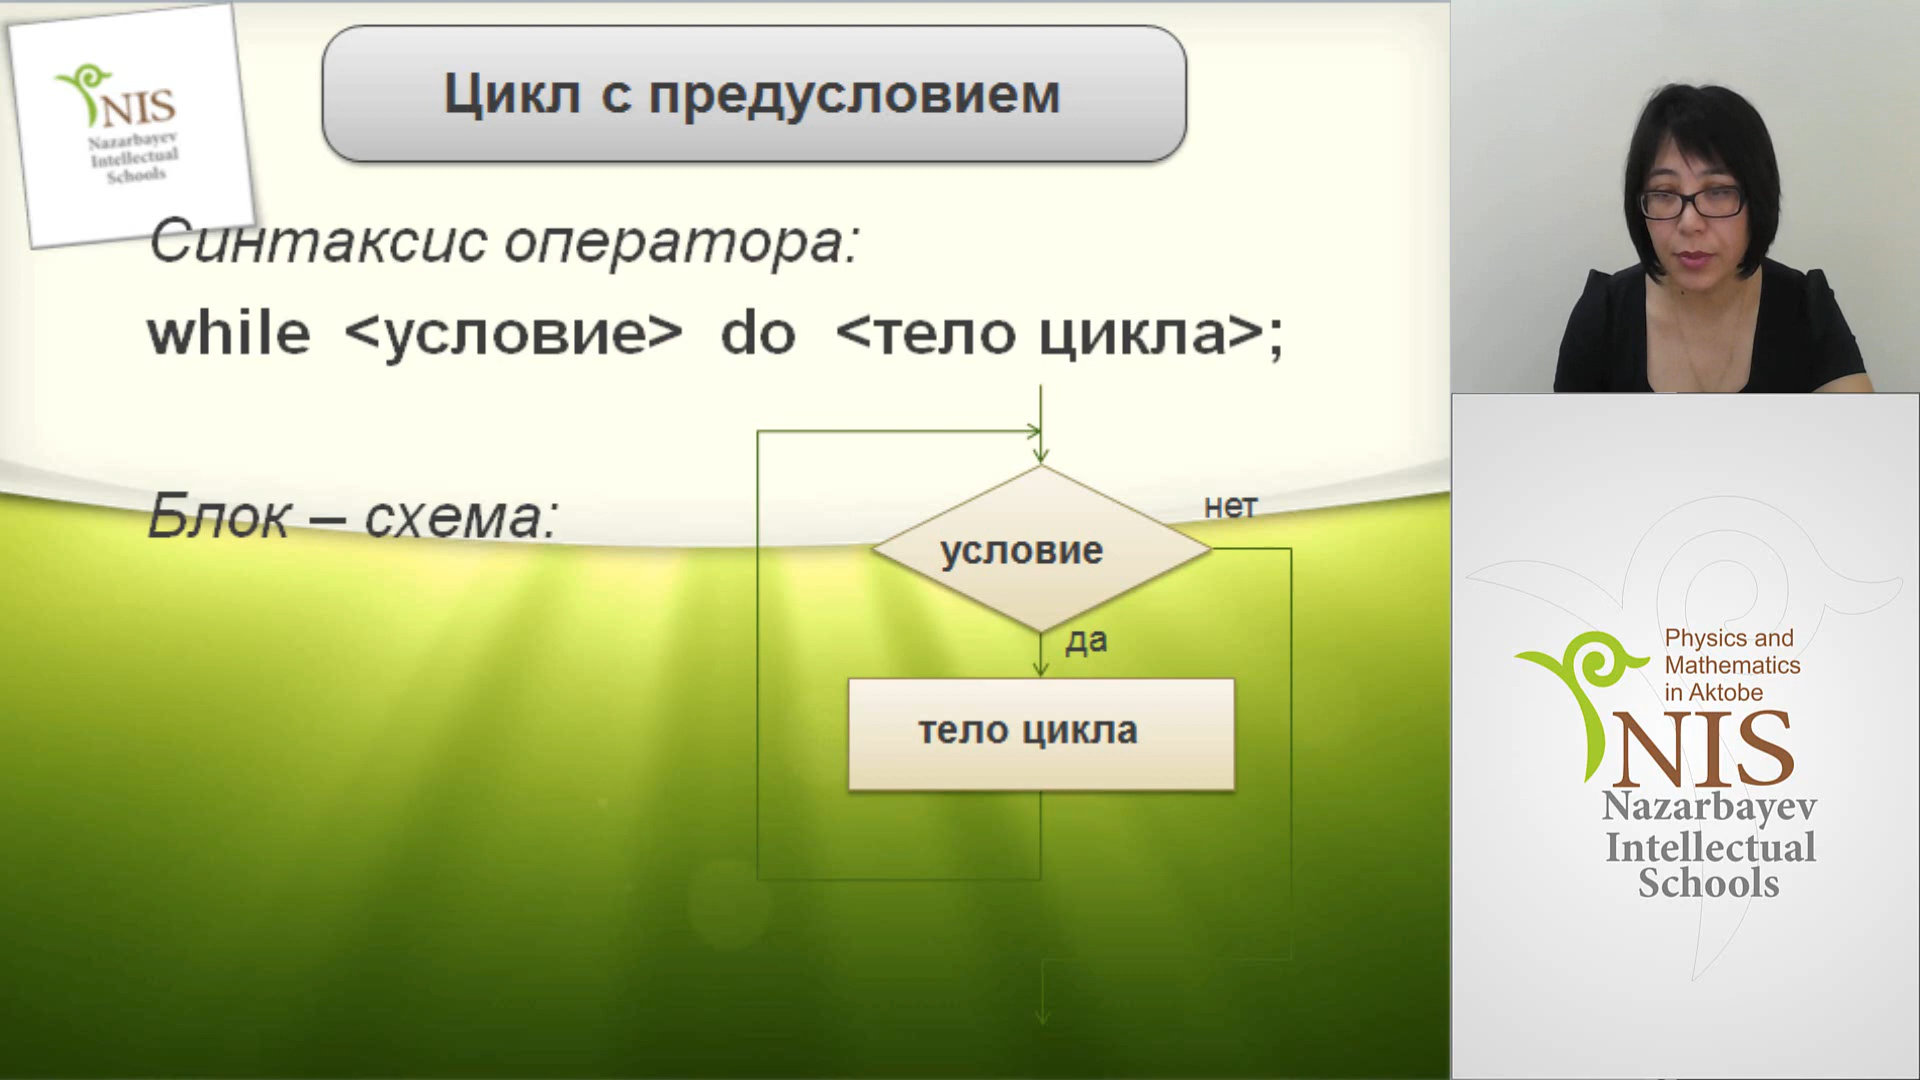 NIS
Nazarbayev
Intellectual
Schools
Цикл с предусловием
Синтаксис оператора:
while <условие> do <тело цикла>;
Блок – схема:
условие
нет
да
тело цикла
Physics and
Mathematics
in Aktobe
NIS
Nazarbayev
Intellectual
Schools